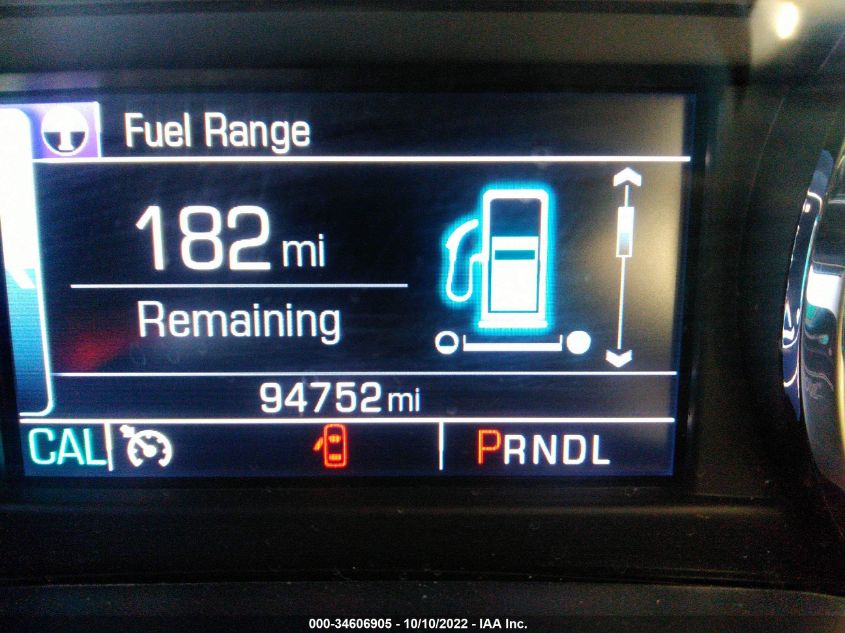 Fuel Range
182 mi
Remaining
94752 mi
CAL PRNDL
000-34606905 - 10/10/2022 - IAA Inc.